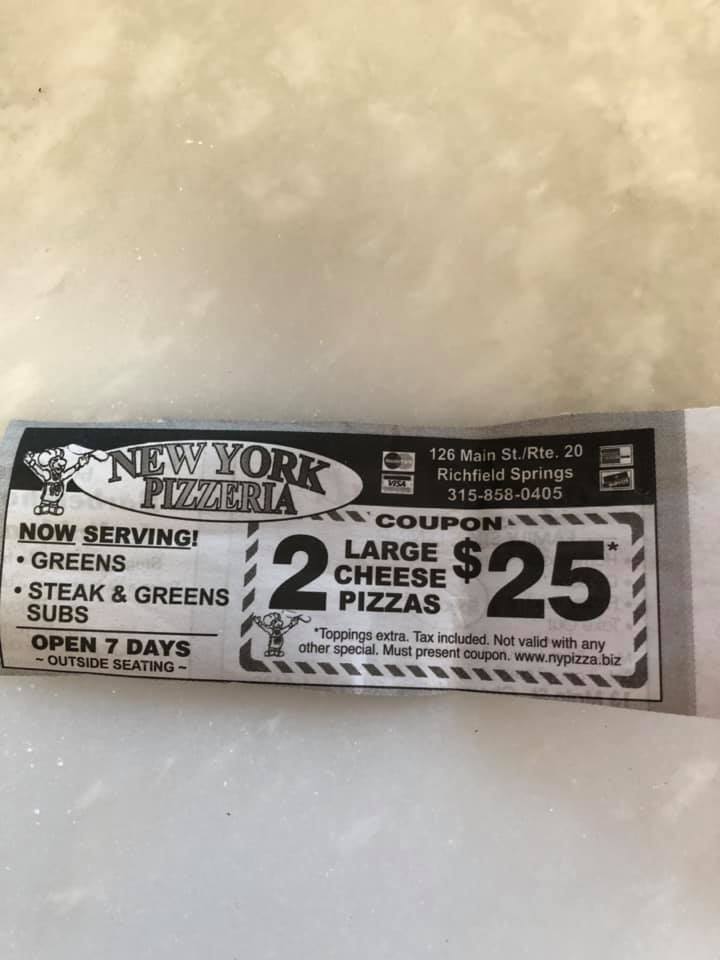 NEW YORK
PIZZERIA
VISA
126 Main St./Rte. 20
Richfield Springs
315-858-0405
NOW SERVING!
• GREENS
• STEAK & GREENS
SUBS
OPEN 7 DAYS
~ OUTSIDE SEATING ~
COUPON
2 LARGE
CHEESE
PIZZAS
$25*
*Toppings extra. Tax included. Not valid with any
other special. Must present coupon. www.nypizza.biz